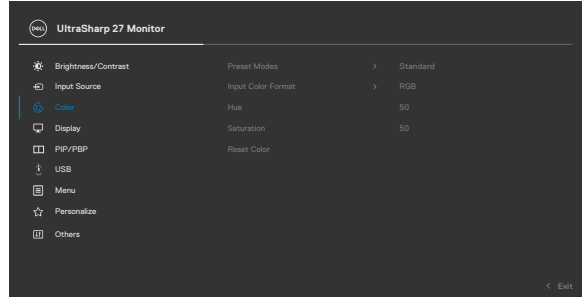 DELL UltraSharp 27 Monitor
Brightness/Contrast Preset Modes > Standard
Input Source Input Color Format > RGB
Color Hue 50
Display Saturation 50
PIP/PBP Reset Color
USB
Menu
Personalize
Others
< Exit